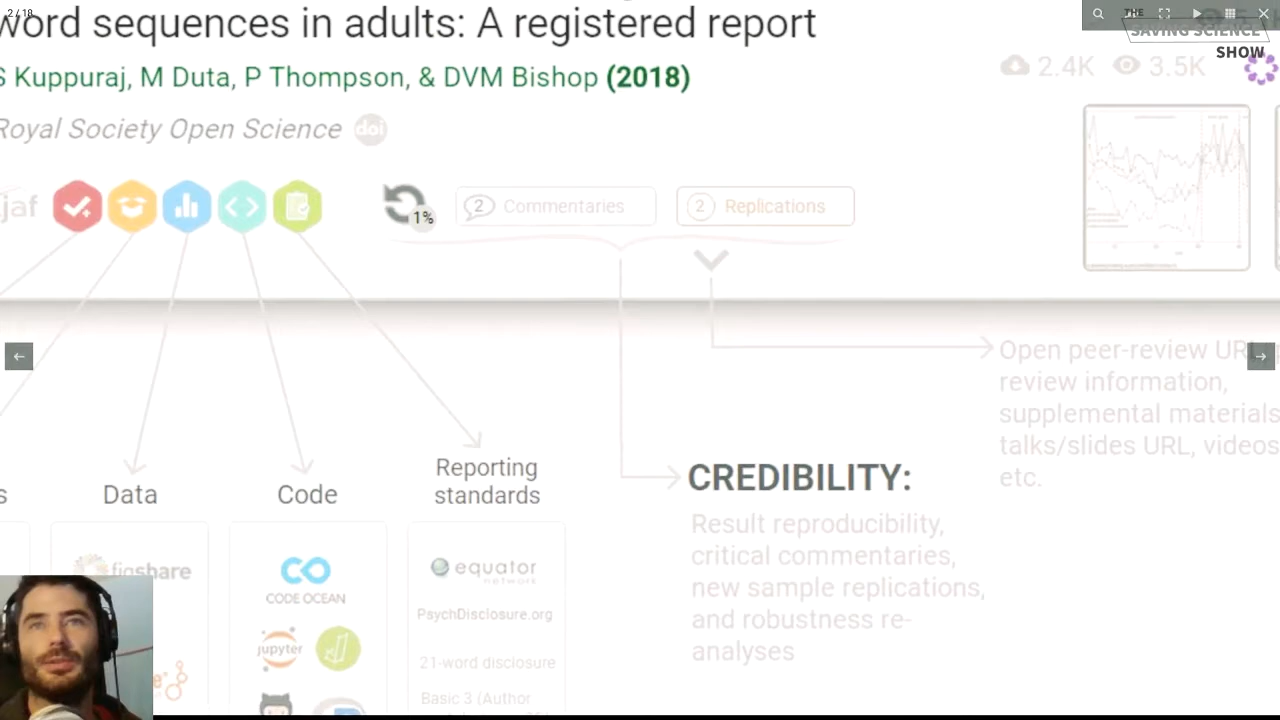 2 / 18
THE
SAVING SCIENCE
SHOW
word sequences in adults: A registered report
S Kuppuraj, M Duta, P Thompson, & DVM Bishop (2018)
2.4K 3.5K
Royal Society Open Science doi
jaf
1%
2 Commentaries
2 Replications
Open peer-review URL,
review information,
supplemental materials
talks/slides URL, videos
etc.
Reporting
standards
s
Data
Code
CREDIBILITY:
Result reproducibility,
critical commentaries,
new sample replications,
and robustness re-
analyses
figshare
CODE OCEAN
equator
network
PsychDisclosure.org
jupyter
21-word disclosure
Basic 3 (Author